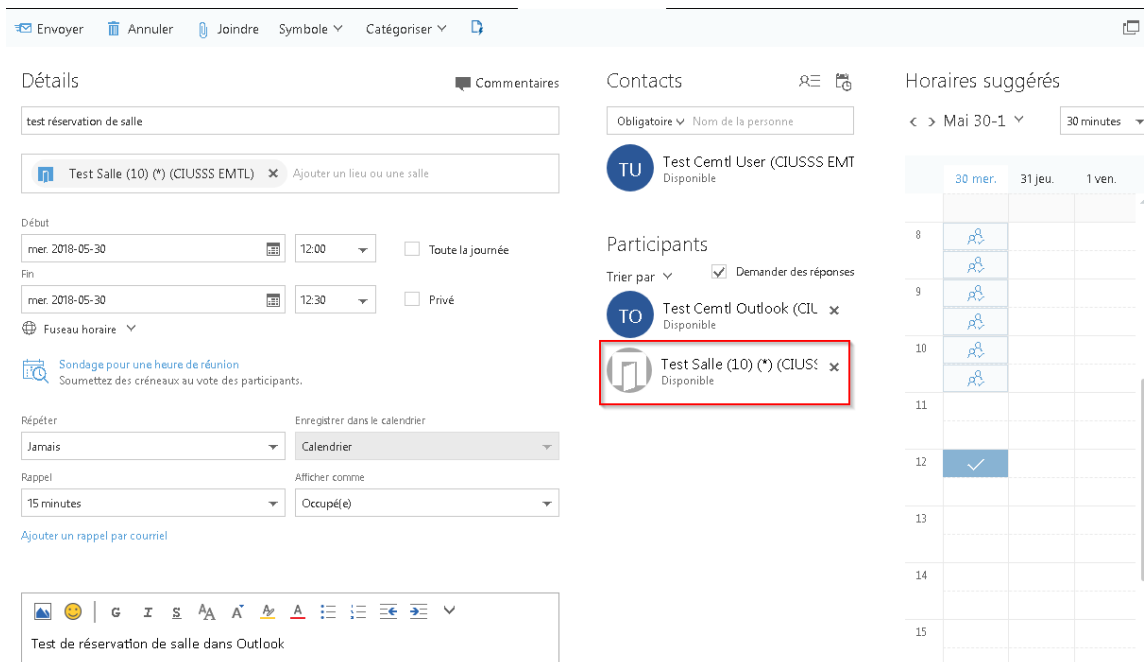 Envoyer Annuler Joindre Symbole Catégoriser
Détails
Commentaires
test réservation de salle
Test Salle (10) (*) (CIUSSS EMTL) Ajouter un lieu ou une salle
Début
mer. 2018-05-30 12:00 Toute la journée
Fin
mer. 2018-05-30 12:30 Privé
Fuseau horaire
Sondage pour une heure de réunion
Soumettez des créneaux au vote des participants.
Répéter Enregistrer dans le calendrier
Jamais Calendrier
Rappel Afficher comme
15 minutes Occupé(e)
Ajouter un rappel par courriel
G I S A A A
Test de réservation de salle dans Outlook
Contacts
Obligatoire Nom de la personne
TU Test Cemtl User (CIUSSS EMT
Disponible
Participants
Trier par Demander des réponses
TO Test Cemtl Outlook (CIL
Disponible
Test Salle (10) (*) (CIUSS
Disponible
Horaires suggérés
Mai 30-1 30 minutes
30 mer. 31 jeu. 1 ven.
8
9
10
11
12
13
14
15